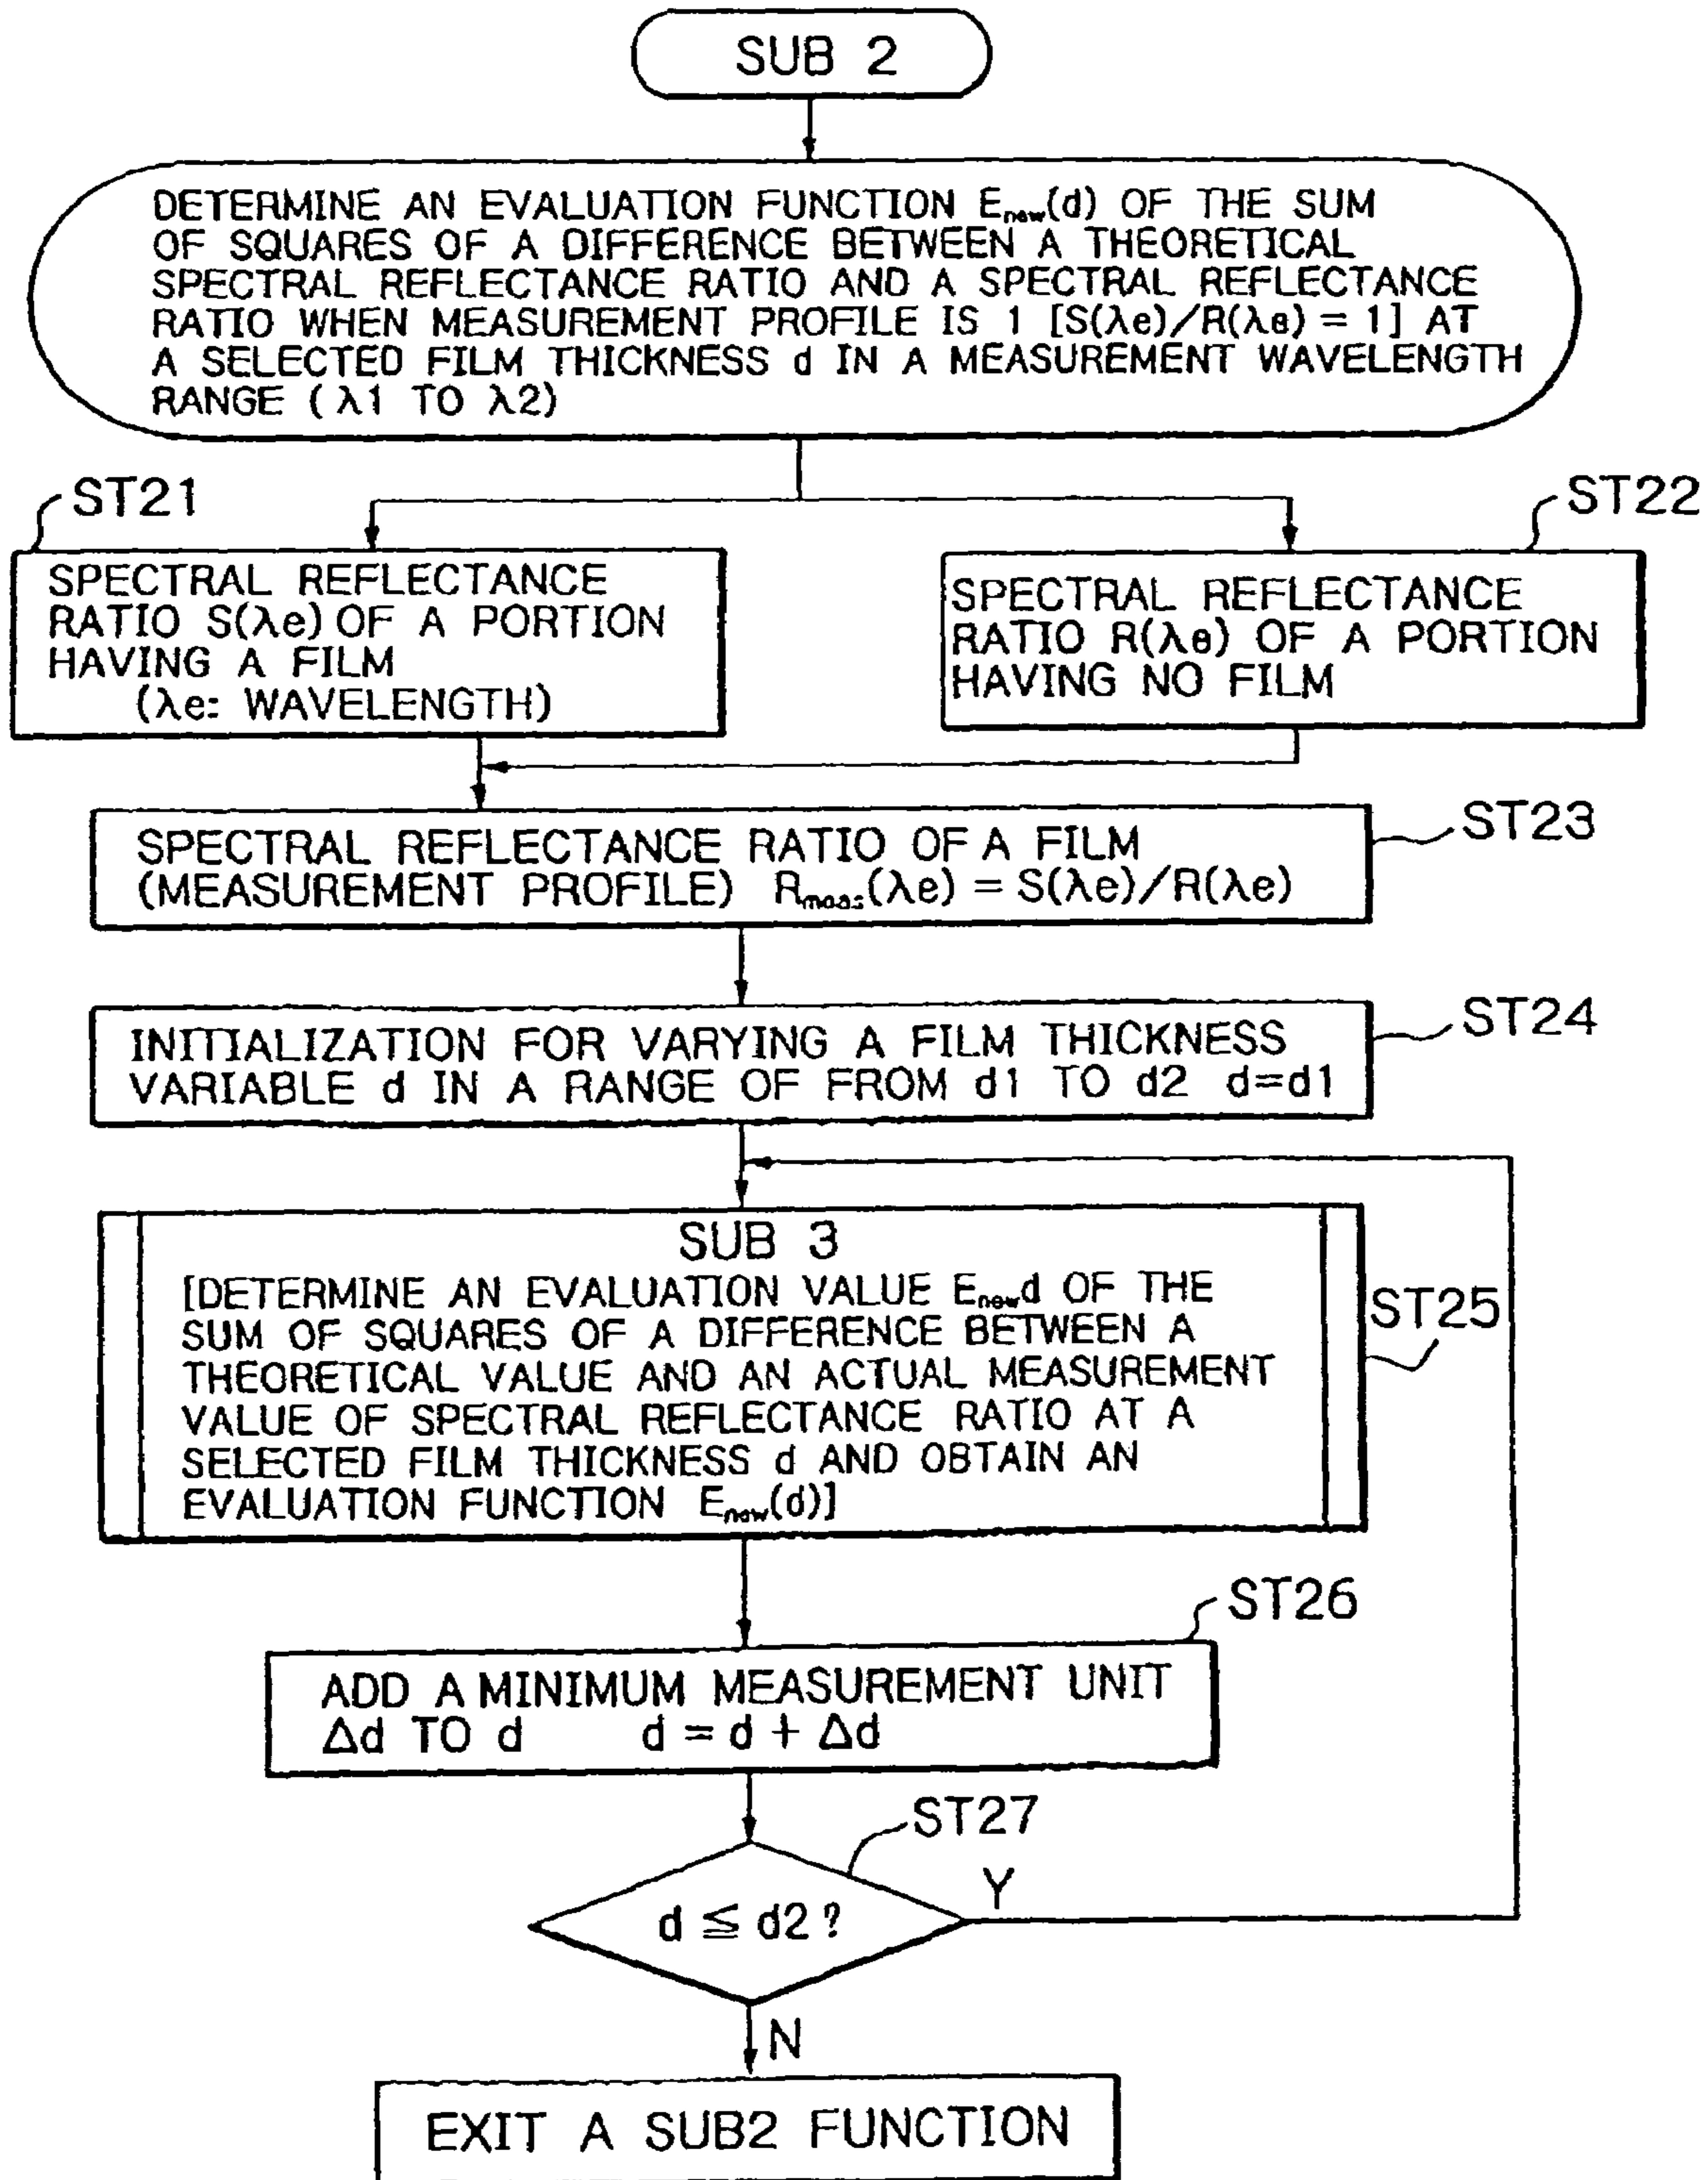 SUB 2
DETERMINE AN EVALUATION FUNCTION Enew(d) OF THE SUM
OF SQUARES OF A DIFFERENCE BETWEEN A THEORETICAL
SPECTRAL REFLECTANCE RATIO AND A SPECTRAL REFLECTANCE
RATIO WHEN MEASUREMENT PROFILE IS 1 [S(λe)/R(λe) = 1] AT
A SELECTED FILM THICKNESS d IN A MEASUREMENT WAVELENGTH
RANGE (λ1 TO λ2)
ST21
SPECTRAL REFLECTANCE
RATIO S(λe) OF A PORTION
HAVING A FILM
(λe: WAVELENGTH)
ST22
SPECTRAL REFLECTANCE
RATIO R(λe) OF A PORTION
HAVING NO FILM
ST23
SPECTRAL REFLECTANCE RATIO OF A FILM
(MEASUREMENT PROFILE) Rmeas(λe) = S(λe)/R(λe)
ST24
INITIALIZATION FOR VARYING A FILM THICKNESS
VARIABLE d IN A RANGE OF FROM d1 TO d2 d=d1
SUB 3
[DETERMINE AN EVALUATION VALUE Enewd OF THE
SUM OF SQUARES OF A DIFFERENCE BETWEEN A
THEORETICAL VALUE AND AN ACTUAL MEASUREMENT
VALUE OF SPECTRAL REFLECTANCE RATIO AT A
SELECTED FILM THICKNESS d AND OBTAIN AN
EVALUATION FUNCTION Enew(d)]
ST25
ST26
ADD A MINIMUM MEASUREMENT UNIT
Δd TO d d = d + Δd
ST27
d ≦ d2 ?
Y
N
EXIT A SUB2 FUNCTION